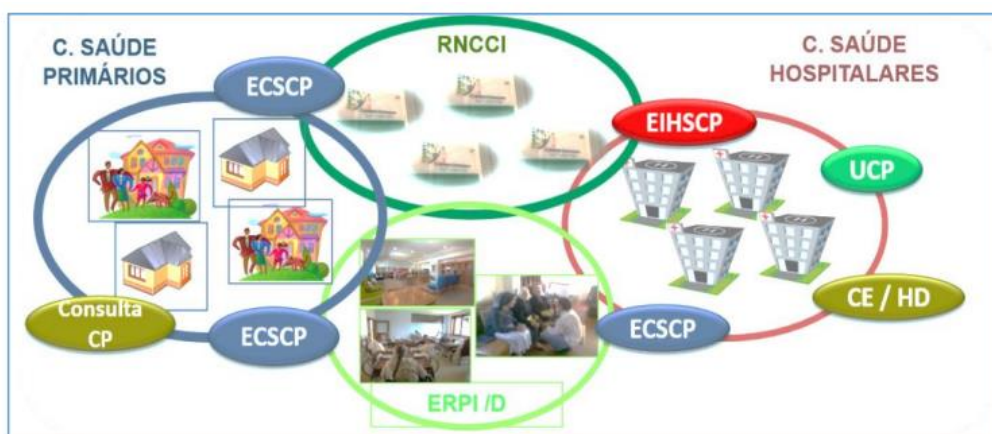 C. SAÚDE
PRIMÁRIOS
RNCCI
C. SAÚDE
HOSPITALARES
ECSCP
EIHSCP
UCP
Consulta
CP
ECSCP
ECSCP
CE / HD
ERPI /D